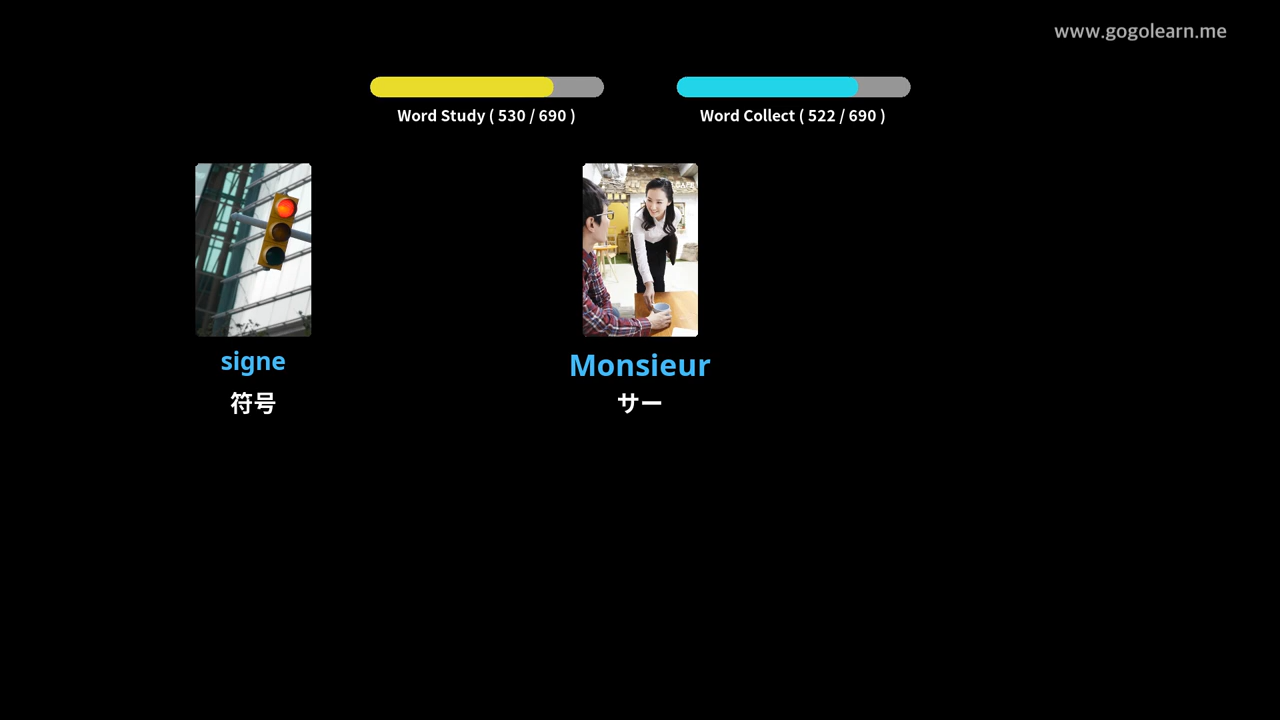 www.gogolearn.me
Word Study ( 530 / 690 )
Word Collect ( 522 / 690 )
signe
符号
Monsieur
サー